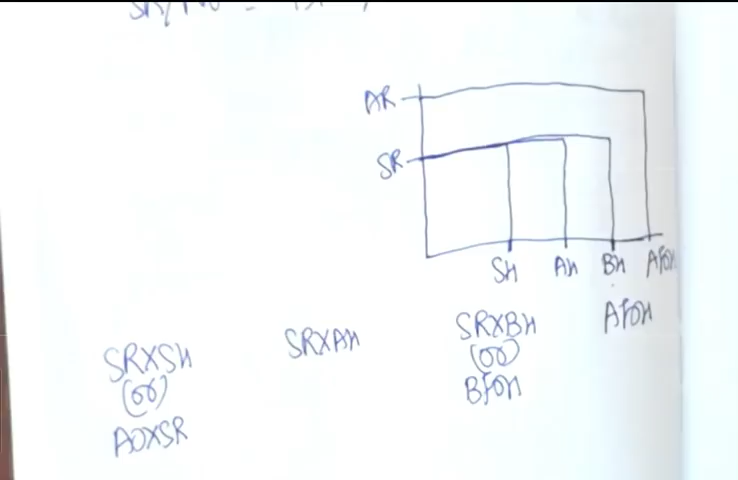 AR
SR
SH
AH
BH
AFOH
AFOH
SRXSH
(or)
AOXSR
SRXAH
SRXBH
(or)
BFOH